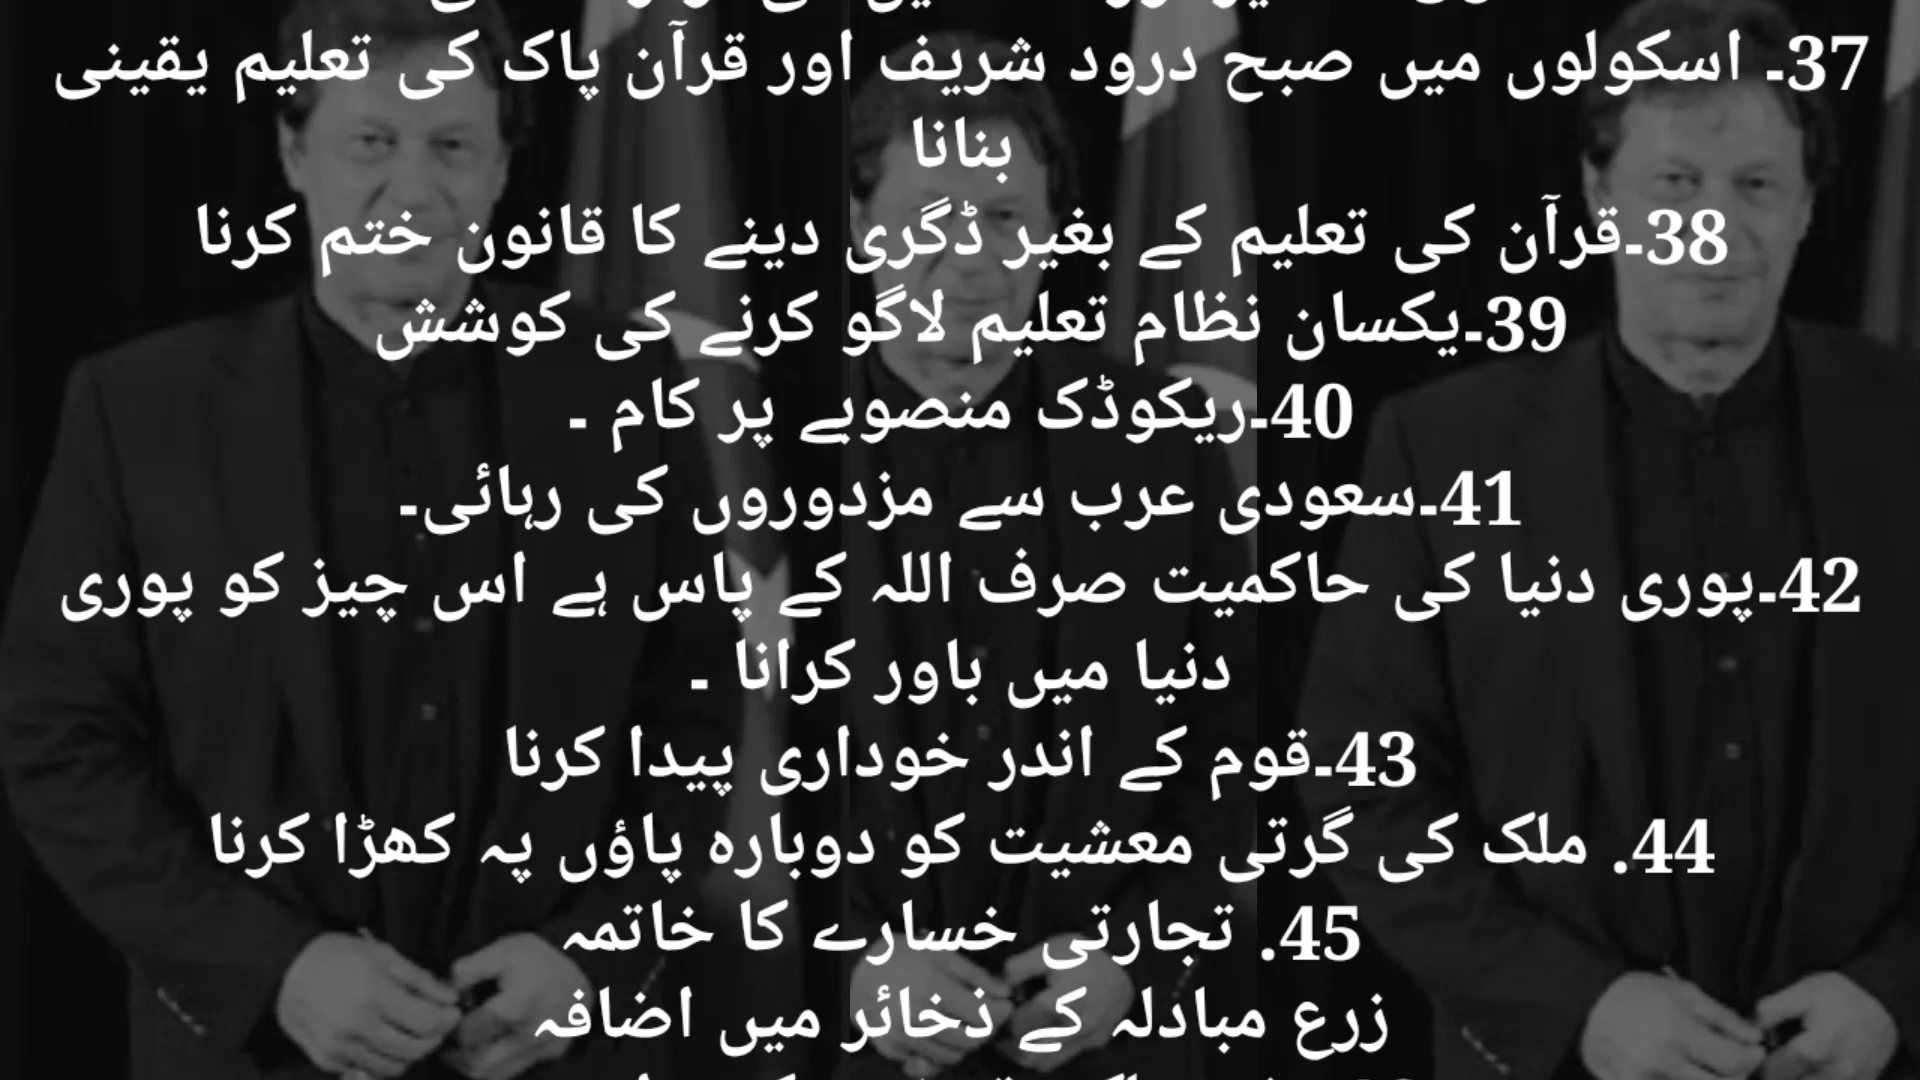 37۔ اسکولوں میں صبح درود شریف اور قرآن پاک کی تعلیم یقینی
بنانا
38۔قرآن کی تعلیم کے بغیر ڈگری دینے کا قانون ختم کرنا
39۔یکسان نظام تعلیم لاگو کرنے کی کوشش
40۔ریکوڈک منصوبے پر کام ۔
41۔سعودی عرب سے مزدوروں کی رہائی۔
42۔پوری دنیا کی حاکمیت صرف اللہ کے پاس ہے اس چیز کو پوری
دنیا میں باور کرانا ۔
43۔قوم کے اندر خوداری پیدا کرنا
44. ملک کی گرتی معشیت کو دوبارہ پاؤں پہ کھڑا کرنا
45. تجارتی خسارے کا خاتمہ
زرع مبادلہ کے ذخائر میں اضافہ